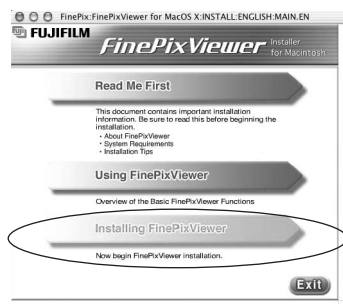 FinePix:FinePixViewer for MacOS X:INSTALL:ENGLISH:MAIN.EN
FUJIFILM
FinePixViewer Installer for Macintosh
Read Me First
This document contains important installation
information. Be sure to read this before beginning the
installation.
• About FinePixViewer
• System Requirements
• Installation Tips
Using FinePixViewer
Overview of the Basic FinePixViewer Functions
Installing FinePixViewer
Now begin FinePixViewer installation.
Exit